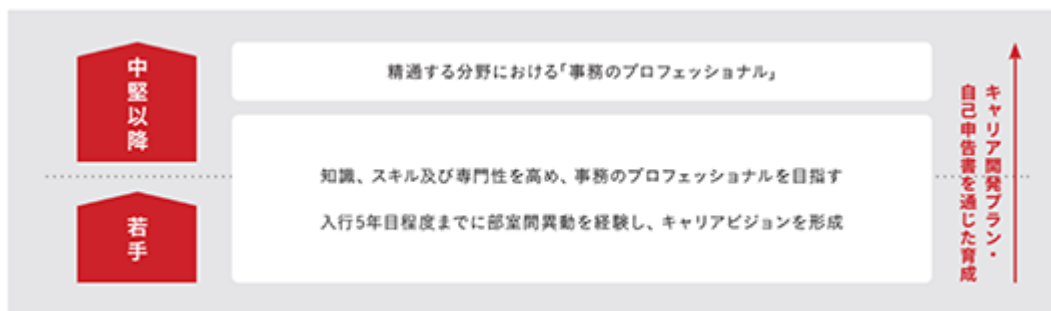 中堅以降
精通する分野における「事務のプロフェッショナル」
知識、スキル及び専門性を高め、事務のプロフェッショナルを目指す
若手
入行5年目程度までに部室間異動を経験し、キャリアビジョンを形成
キャリア開発プラン・
自己申告書を通じた育成